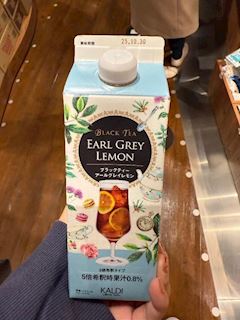 25.10.30
BLACK TEA
EARL GREY
LEMON
ブラックティー
アールグレイレモン
5倍希釈時果汁0.8%
KALDI